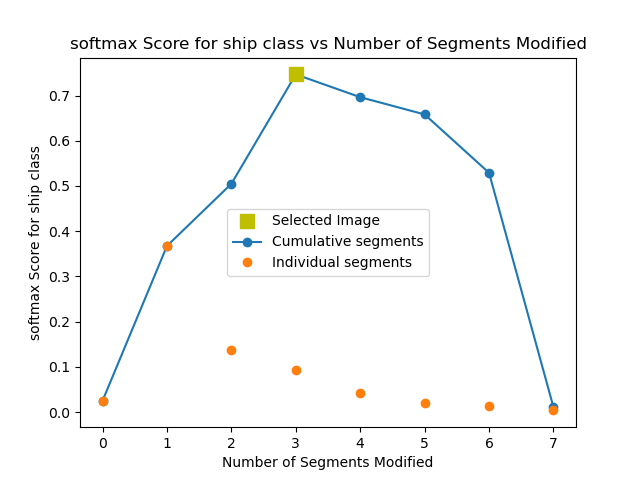 softmax Score for ship class vs Number of Segments Modified
softmax Score for ship class
0.7
0.6
0.5
0.4
0.3
0.2
0.1
0.0
Selected Image
Cumulative segments
Individual segments
0 1 2 3 4 5 6 7
Number of Segments Modified